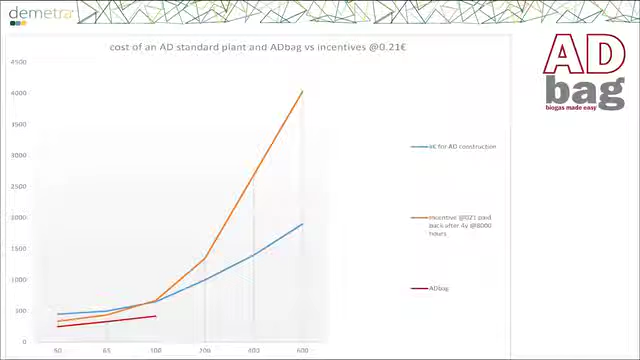 demetra
cost of an AD standard plant and ADbag vs incentives @0.21€
AD
bag
biogas made easy
4500
4000
3500
3000
2500
2000
1500
1000
500
0
50
65
100
200
400
600
k€ for AD construction
Incentive @021 paid
back after 4y @8000
hours
ADbag